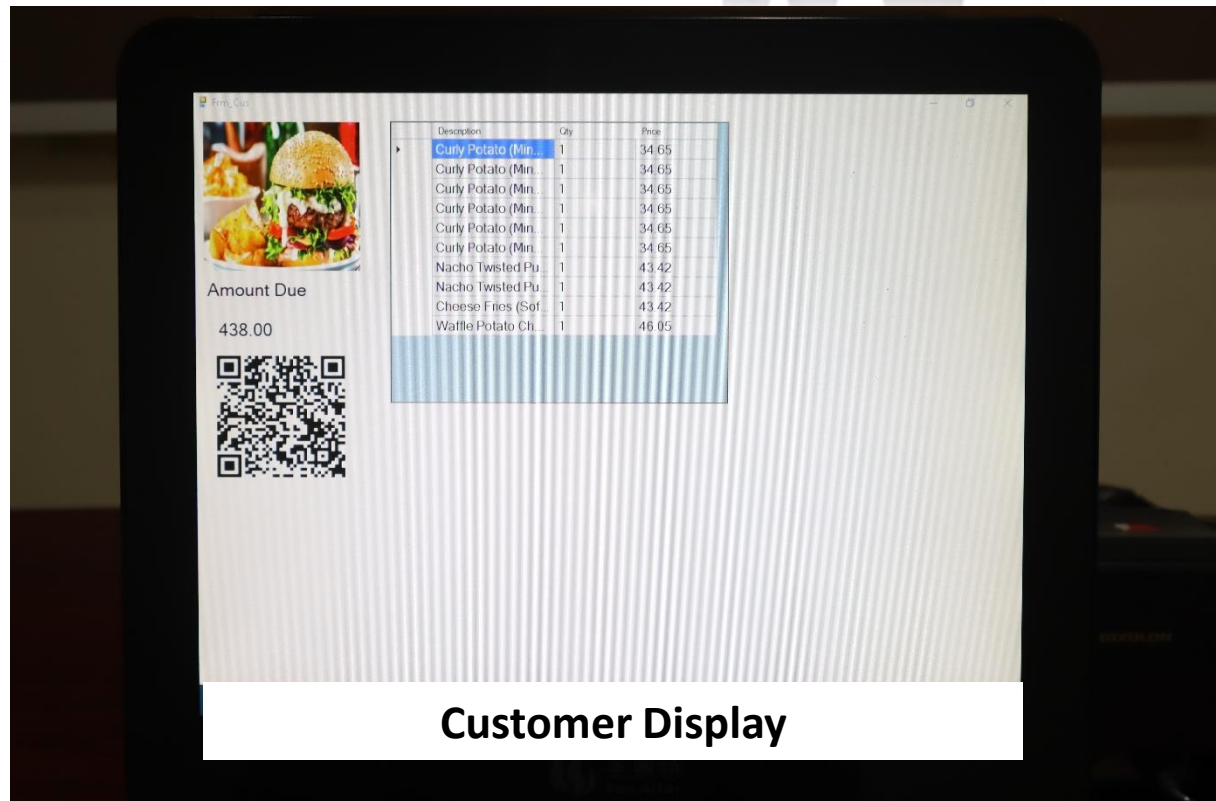 Frm_Cus
Description Qty Price
Curly Potato (Min... 1 34.65
Curly Potato (Min... 1 34.65
Curly Potato (Min... 1 34.65
Curly Potato (Min... 1 34.65
Curly Potato (Min... 1 34.65
Curly Potato (Min... 1 34.65
Nacho Twisted Pu... 1 43.42
Nacho Twisted Pu... 1 43.42
Cheese Fries (Sof... 1 43.42
Waffle Potato Ch... 1 46.05
Amount Due
438.00
Customer Display